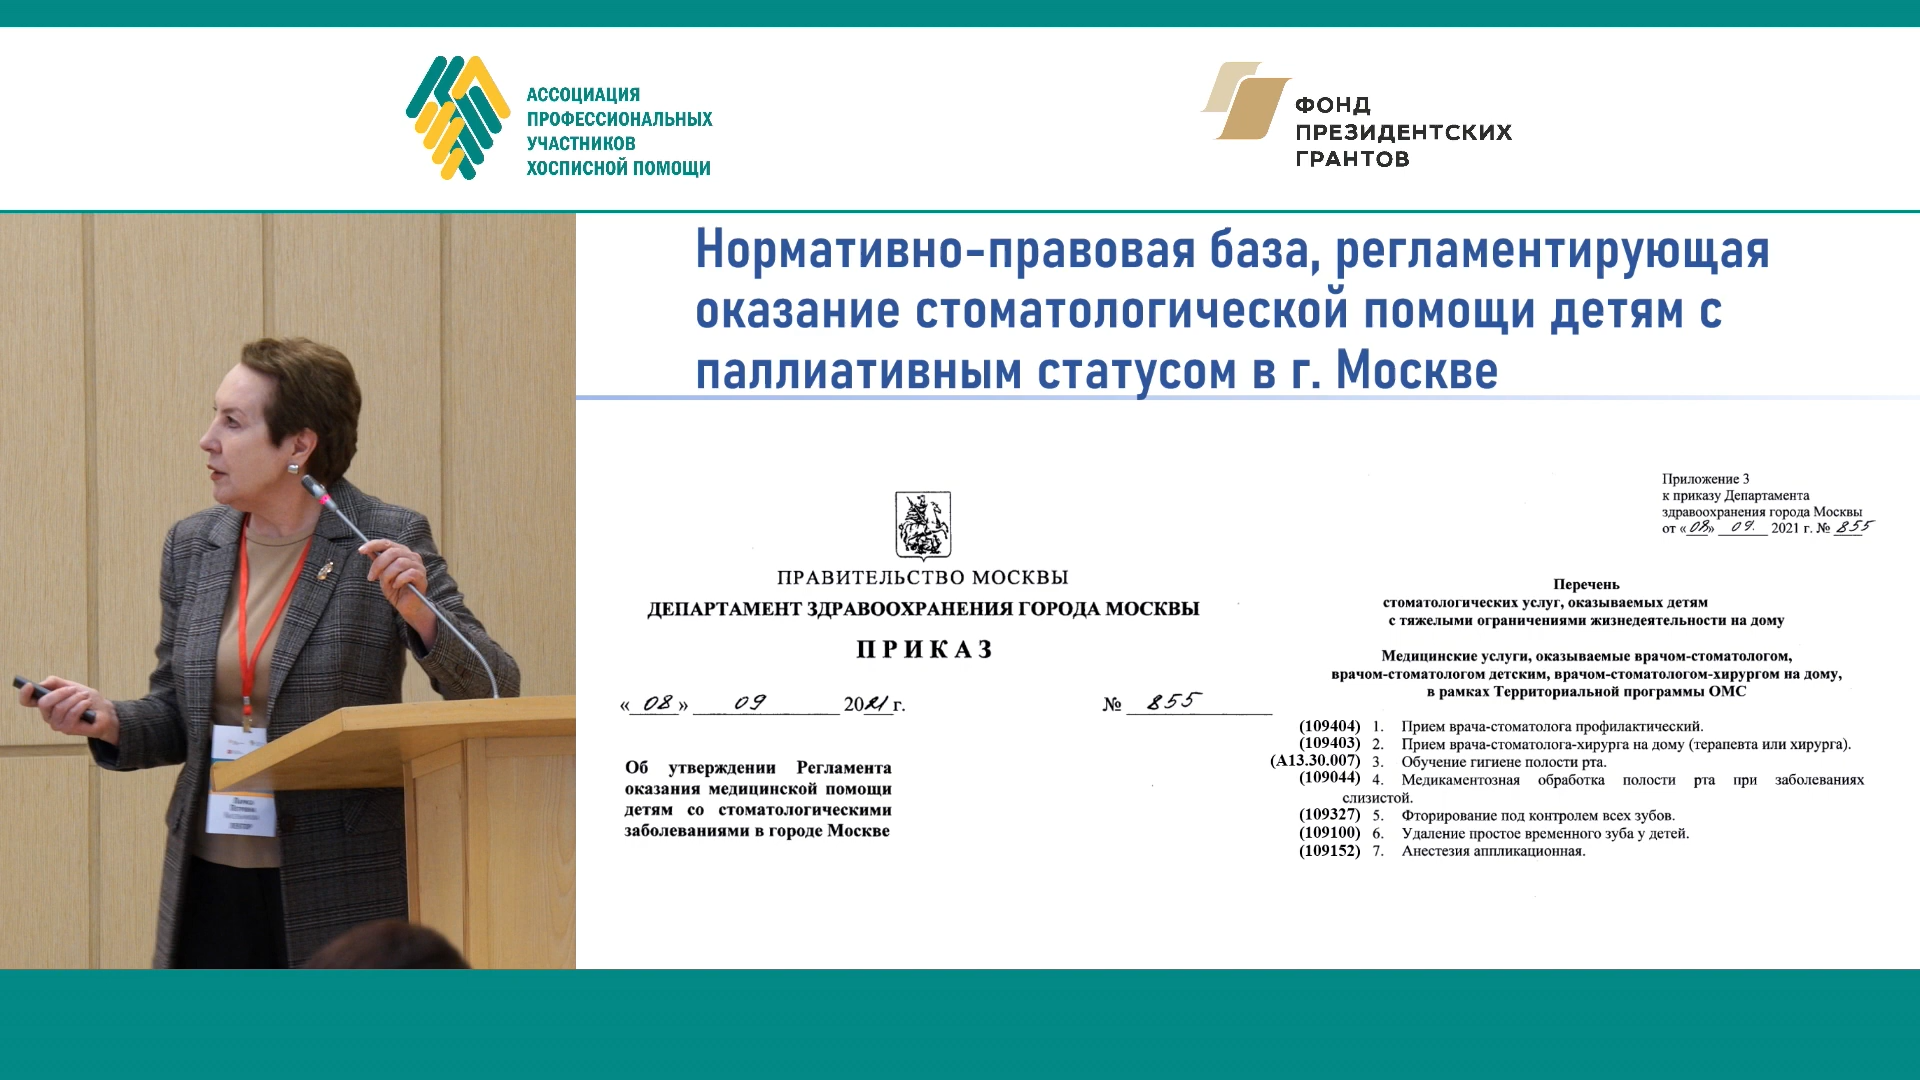 АССОЦИАЦИЯ
ПРОФЕССИОНАЛЬНЫХ
УЧАСТНИКОВ
ХОСПИСНОЙ ПОМОЩИ
ФОНД
ПРЕЗИДЕНТСКИХ
ГРАНТОВ
Нормативно-правовая база, регламентирующая
оказание стоматологической помощи детям с
паллиативным статусом в г. Москве
ПРАВИТЕЛЬСТВО МОСКВЫ
ДЕПАРТАМЕНТ ЗДРАВООХРАНЕНИЯ ГОРОДА МОСКВЫ
ПРИКАЗ
« 08 » 09 2021 г. № 855
Об утверждении Регламента
оказания медицинской помощи
детям со стоматологическими
заболеваниями в городе Москве
Приложение 3
к приказу Департамента
здравоохранения города Москвы
от «08» 09. 2021 г. № 855
Перечень
стоматологических услуг, оказываемых детям
с тяжелыми ограничениями жизнедеятельности на дому
Медицинские услуги, оказываемые врачом-стоматологом,
врачом-стоматологом детским, врачом-стоматологом-хирургом на дому,
в рамках Территориальной программы ОМС
(109404) 1. Прием врача-стоматолога профилактический.
(109403) 2. Прием врача-стоматолога-хирурга на дому (терапевта или хирурга).
(A13.30.007) 3. Обучение гигиене полости рта.
(109044) 4. Медикаментозная обработка полости рта при заболеваниях
слизистой.
(109327) 5. Фторирование под контролем всех зубов.
(109100) 6. Удаление простое временного зуба у детей.
(109152) 7. Анестезия аппликационная.